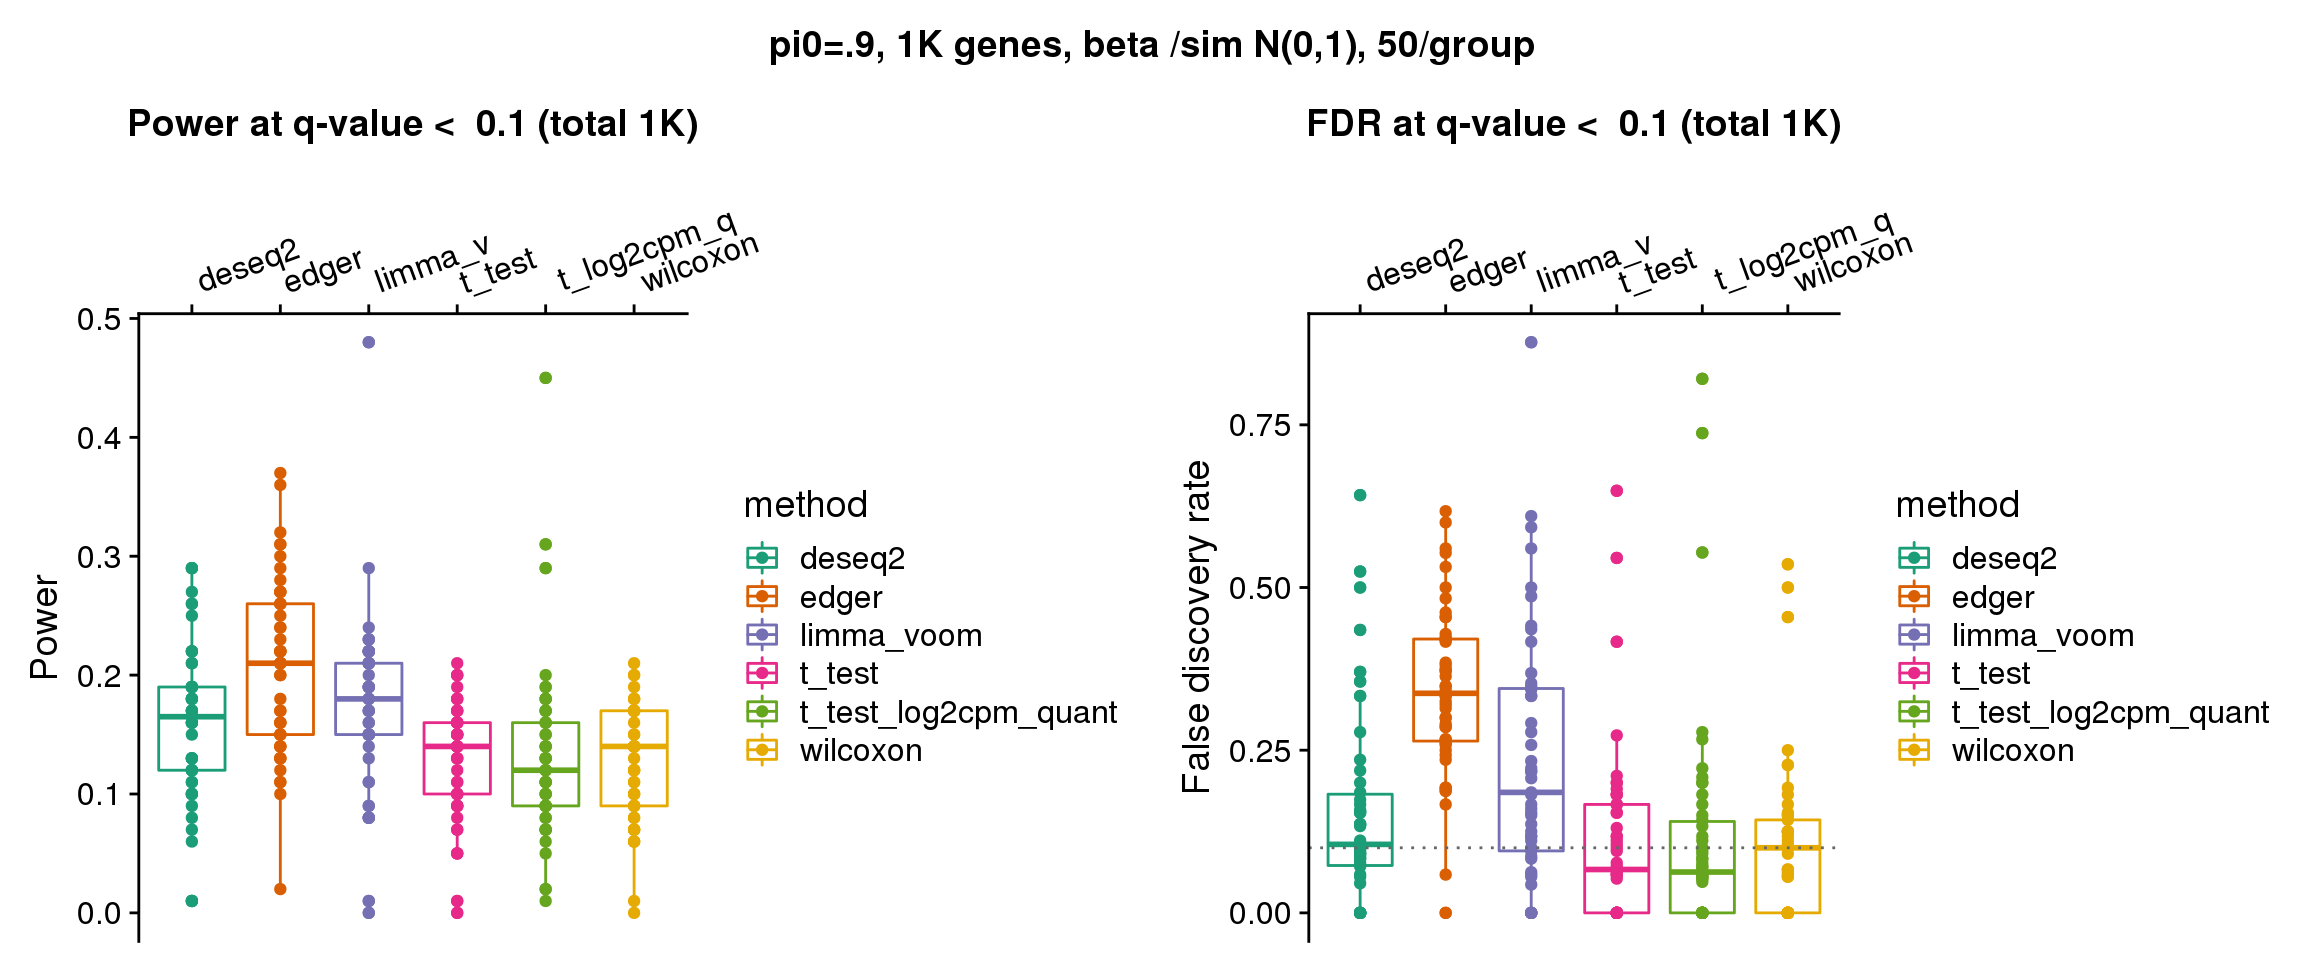 pi0=.9, 1K genes, beta /sim N(0,1), 50/group
Power at q-value <  0.1 (total 1K)
deseq2
edger
limma_v
t_test
t_log2cpm_q
wilcoxon
0.5
0.4
0.3
0.2
0.1
0.0
Power
method
deseq2
edger
limma_voom
t_test
t_test_log2cpm_quant
wilcoxon
FDR at q-value <  0.1 (total 1K)
deseq2
edger
limma_v
t_test
t_log2cpm_q
wilcoxon
0.75
0.50
0.25
0.00
False discovery rate
method
deseq2
edger
limma_voom
t_test
t_test_log2cpm_quant
wilcoxon